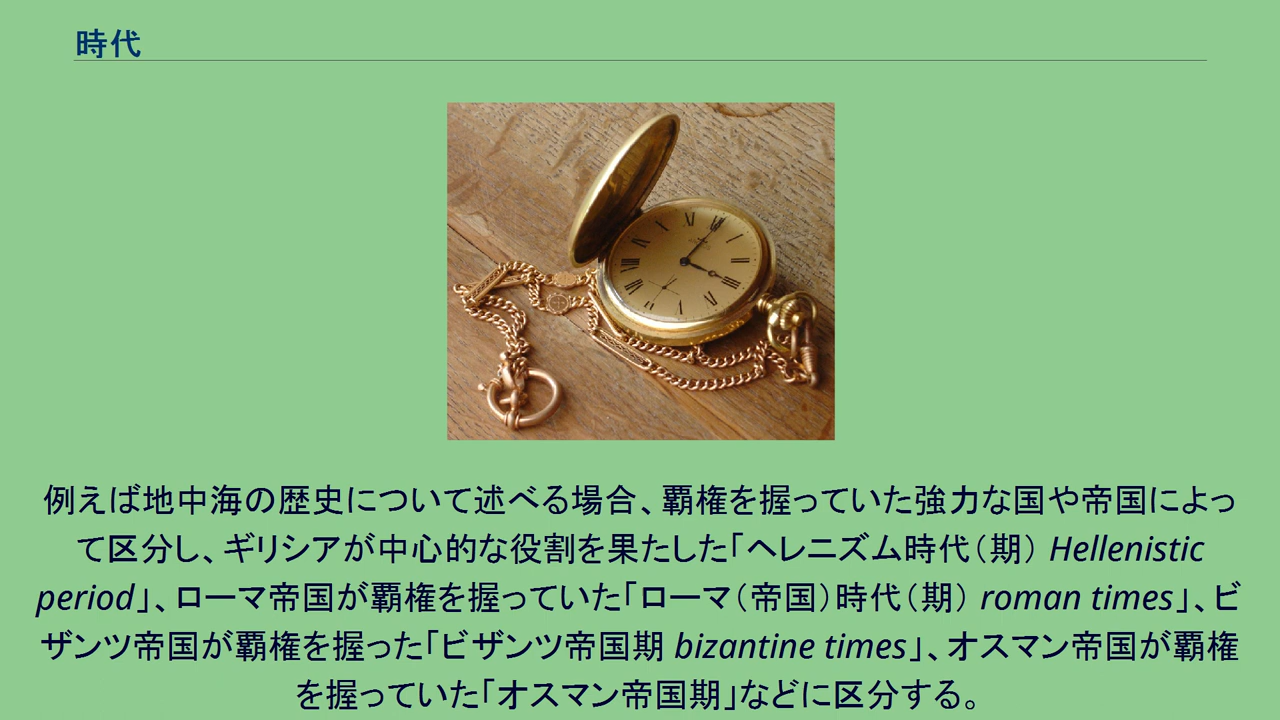 時代
例えば地中海の歴史について述べる場合、覇権を握っていた強力な国や帝国によっ
て区分し、ギリシアが中心的な役割を果たした「ヘレニズム時代（期） Hellenistic
period」、ローマ帝国が覇権を握っていた「ローマ（帝国）時代（期） roman times」、ビ
ザンツ帝国が覇権を握った「ビザンツ帝国期 bizantine times」、オスマン帝国が覇権
を握っていた「オスマン帝国期」などに区分する。